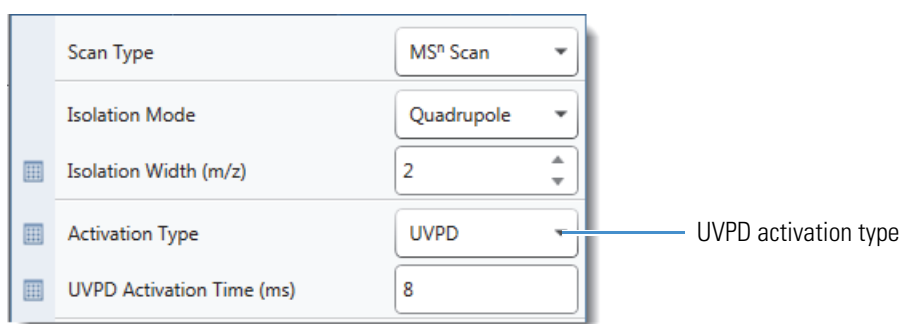 Scan Type MSⁿ Scan
Isolation Mode Quadrupole
Isolation Width (m/z) 2
Activation Type UVPD UVPD activation type
UVPD Activation Time (ms) 8